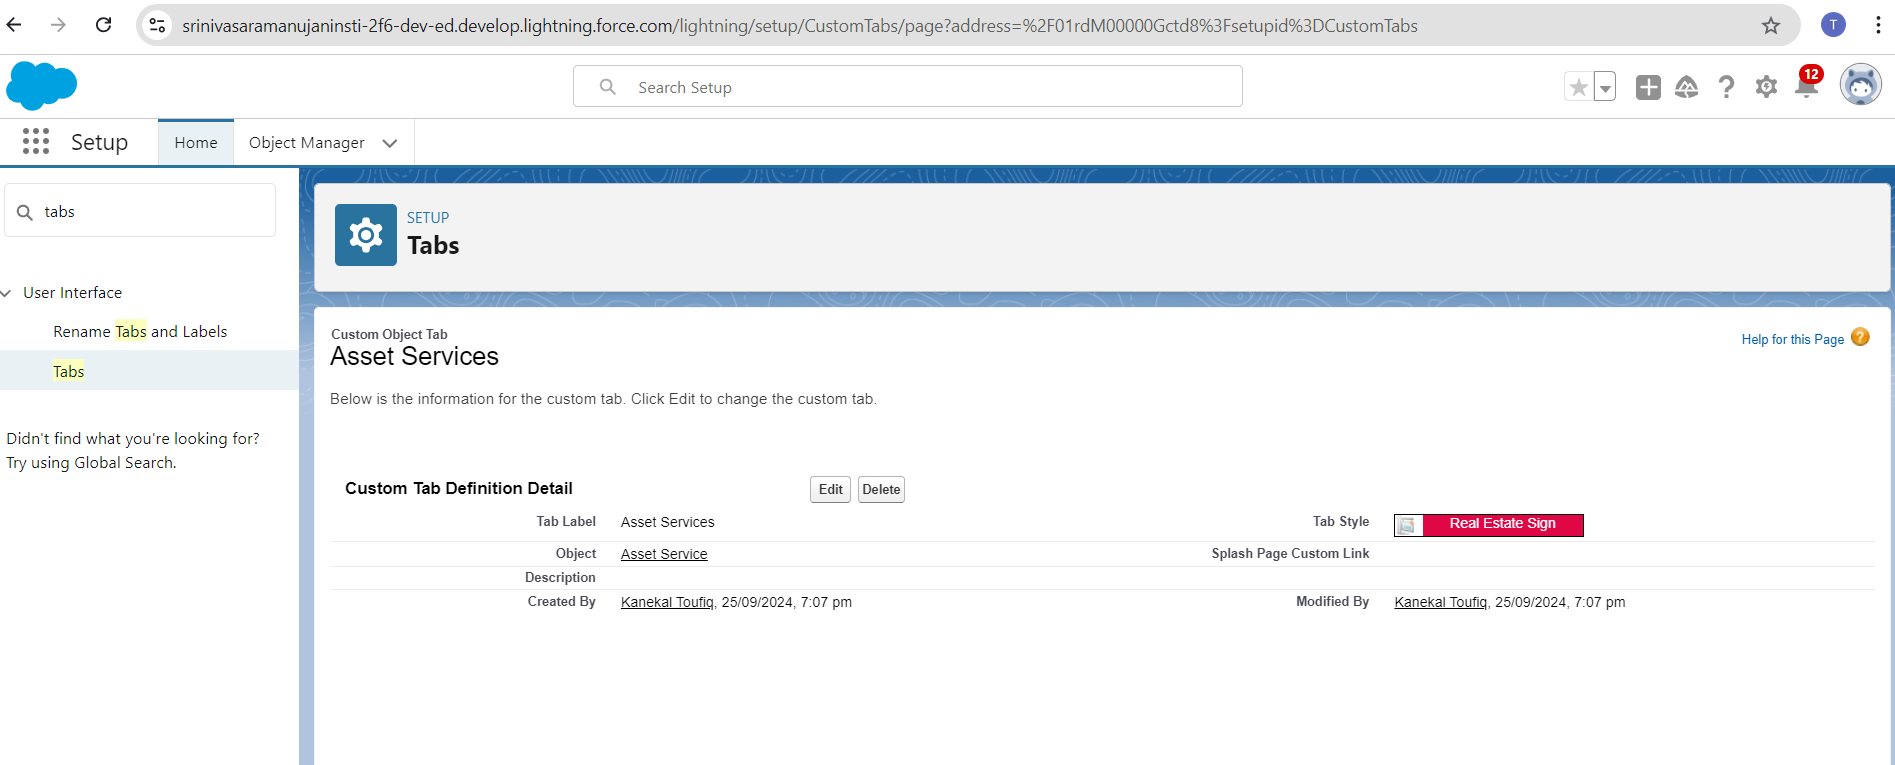 srinivasaramanujaninsti-2f6-dev-ed.develop.lightning.force.com/lightning/setup/CustomTabs/page?address=%2F01rdM00000Gctd8%3Fsetupid%3DCustomTabs
T
Search Setup
12
Setup
Home
Object Manager
tabs
SETUP
Tabs
User Interface
Rename Tabs and Labels
Tabs
Didn't find what you're looking for?
Try using Global Search.
Custom Object Tab
Asset Services
Help for this Page
Below is the information for the custom tab. Click Edit to change the custom tab.
Custom Tab Definition Detail
Edit
Delete
Tab Label Asset Services
Tab Style Real Estate Sign
Object Asset Service
Splash Page Custom Link
Description
Created By Kanekal Toufiq, 25/09/2024, 7:07 pm
Modified By Kanekal Toufiq, 25/09/2024, 7:07 pm